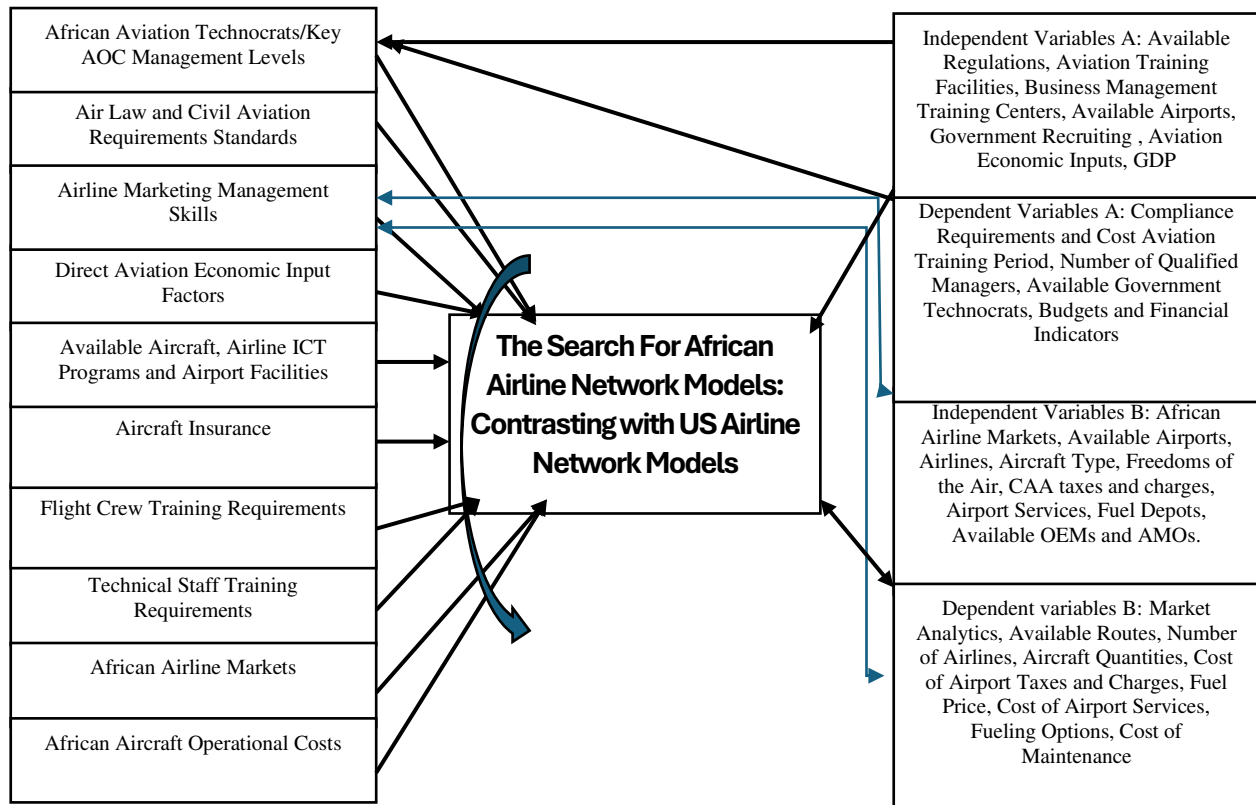 African Aviation Technocrats/Key
AOC Management Levels
Air Law and Civil Aviation
Requirements Standards
Airline Marketing Management
Skills
Direct Aviation Economic Input
Factors
Available Aircraft, Airline ICT
Programs and Airport Facilities
Aircraft Insurance
Flight Crew Training Requirements
Technical Staff Training
Requirements
African Airline Markets
African Aircraft Operational Costs
The Search For African
Airline Network Models:
Contrasting with US Airline
Network Models
Independent Variables A: Available
Regulations, Aviation Training
Facilities, Business Management
Training Centers, Available Airports,
Government Recruiting , Aviation
Economic Inputs, GDP
Dependent Variables A: Compliance
Requirements and Cost Aviation
Training Period, Number of Qualified
Managers, Available Government
Technocrats, Budgets and Financial
Indicators
Independent Variables B: African
Airline Markets, Available Airports,
Airlines, Aircraft Type, Freedoms of
the Air, CAA taxes and charges,
Airport Services, Fuel Depots,
Available OEMs and AMOs.
Dependent variables B: Market
Analytics, Available Routes, Number
of Airlines, Aircraft Quantities, Cost
of Airport Taxes and Charges, Fuel
Price, Cost of Airport Services,
Fueling Options, Cost of
Maintenance